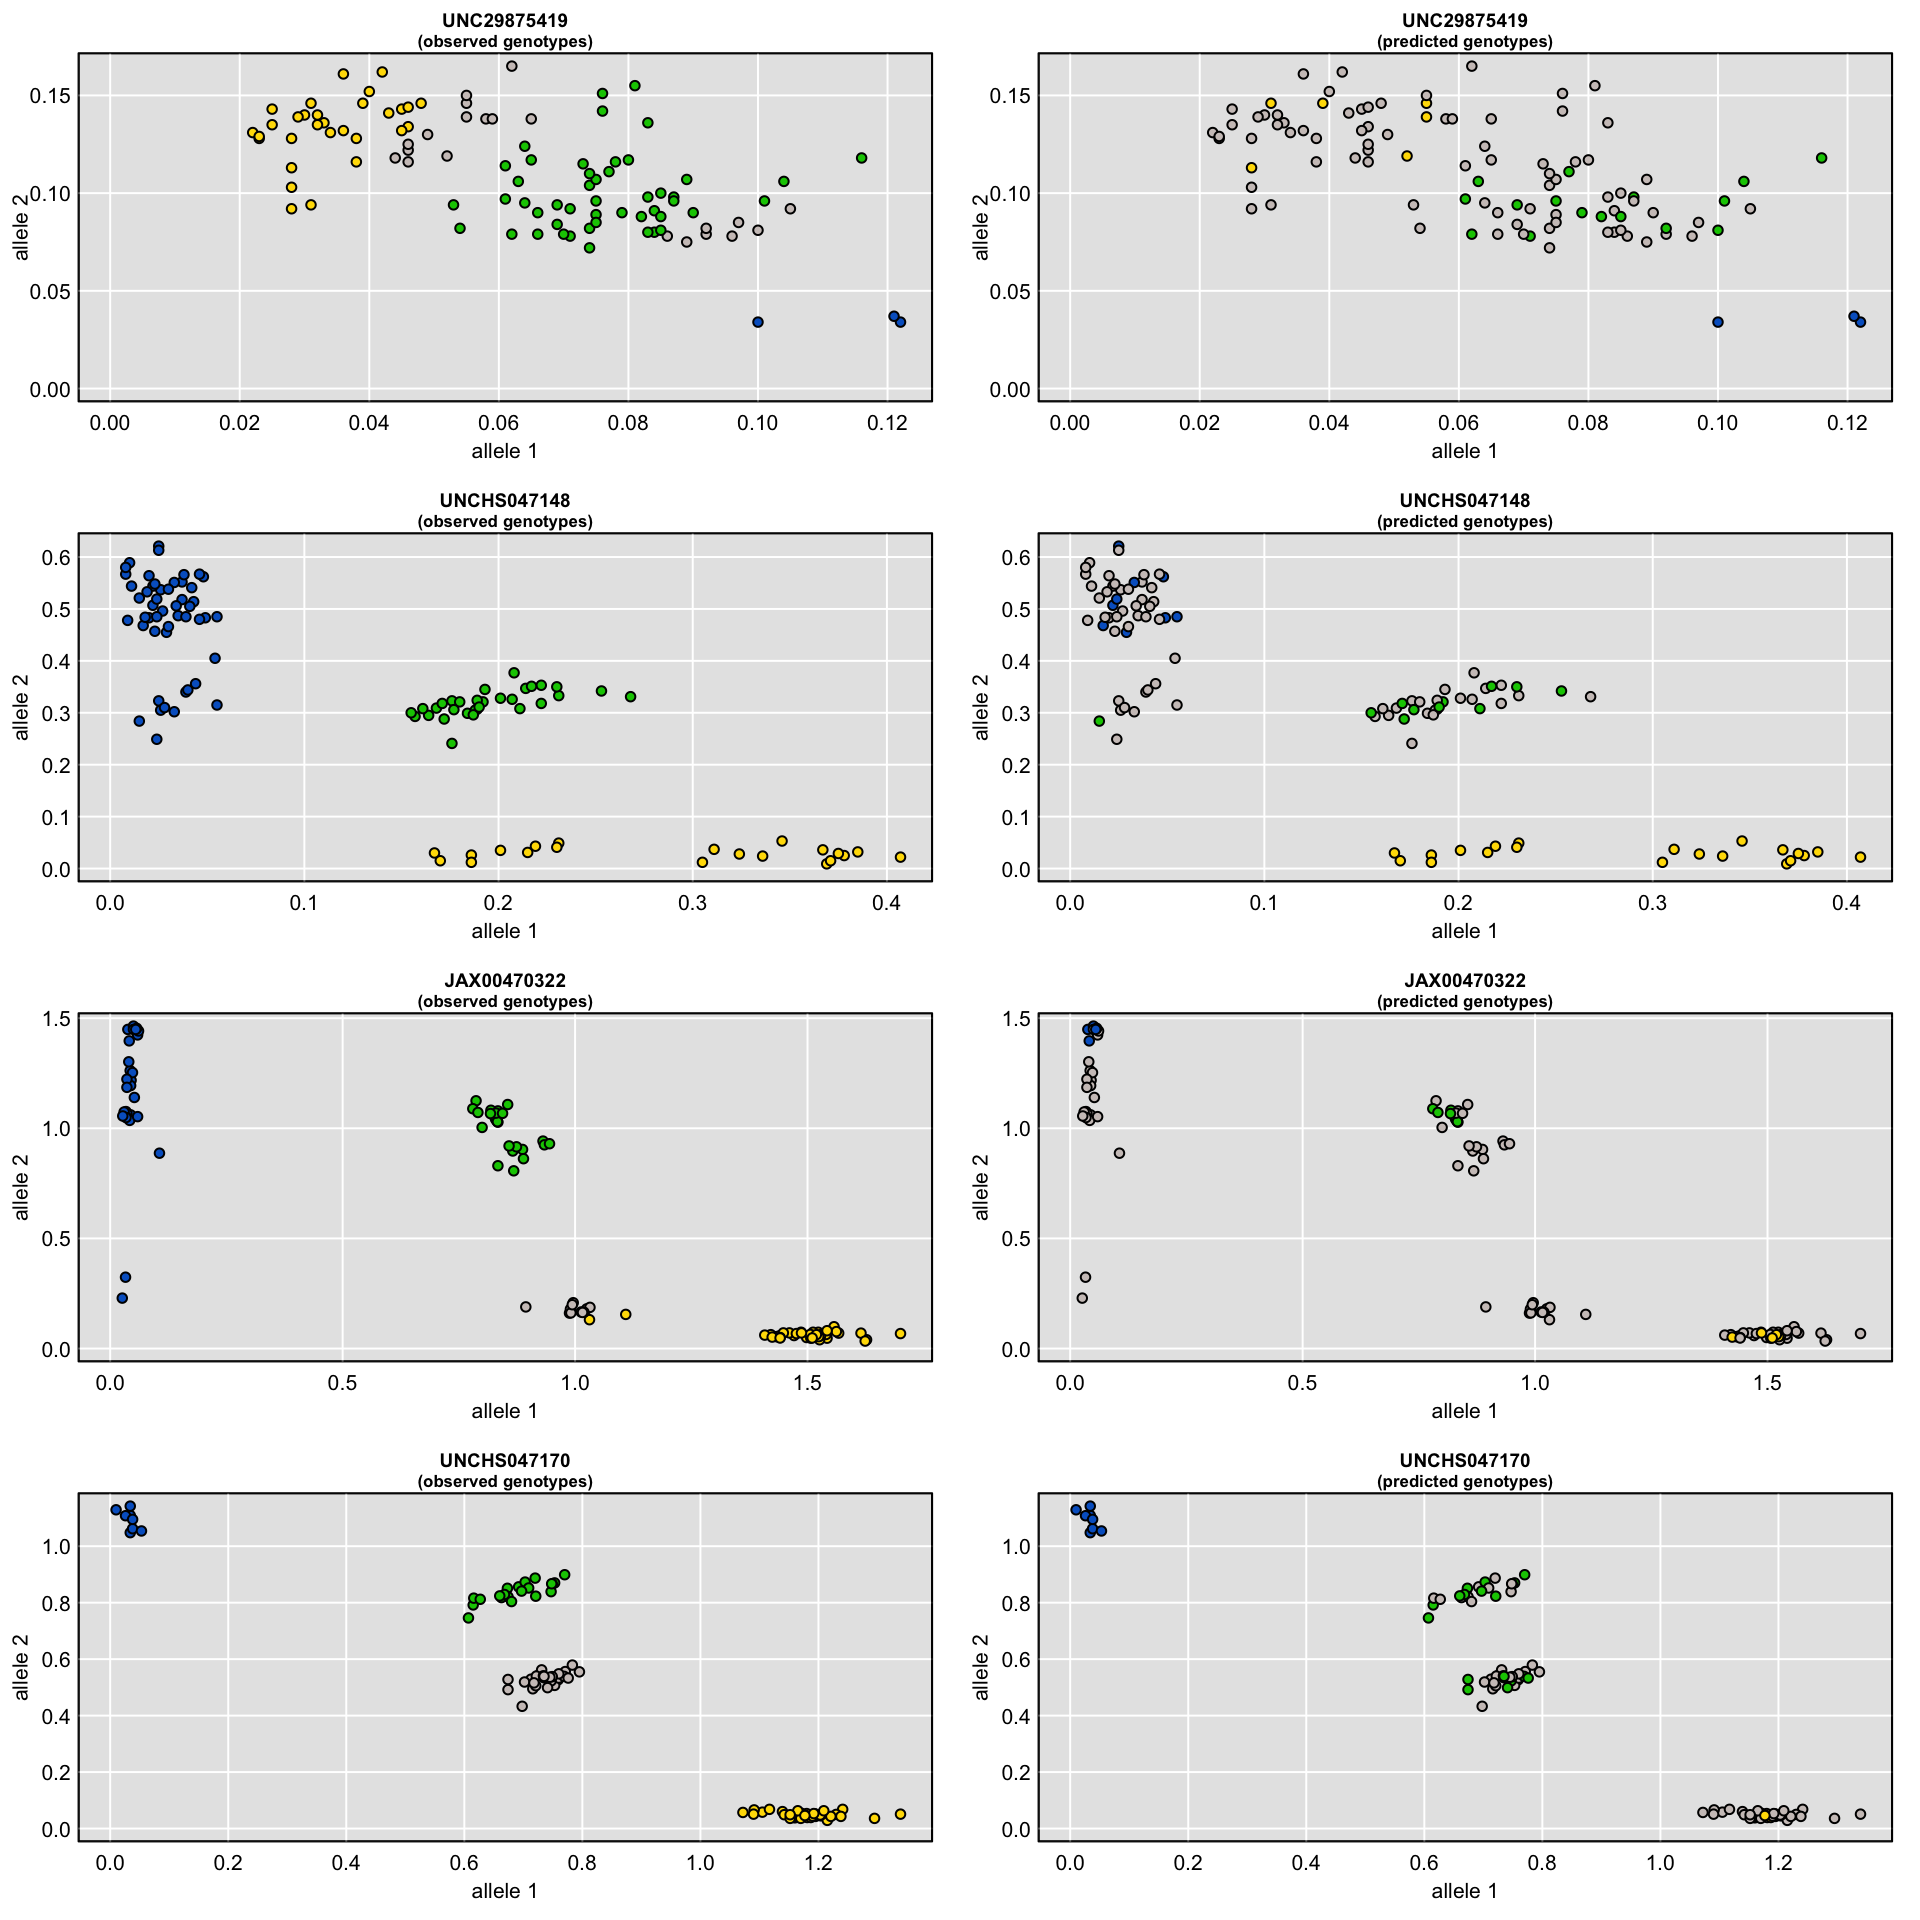 UNC29875419
(observed genotypes)
allele 2
0.15
0.10
0.05
0.00
0.00 0.02 0.04 0.06 0.08 0.10 0.12
allele 1
UNC29875419
(predicted genotypes)
allele 2
0.15
0.10
0.05
0.00
0.00 0.02 0.04 0.06 0.08 0.10 0.12
allele 1
UNCHS047148
(observed genotypes)
allele 2
0.6
0.5
0.4
0.3
0.2
0.1
0.0
0.0 0.1 0.2 0.3 0.4
allele 1
UNCHS047148
(predicted genotypes)
allele 2
0.6
0.5
0.4
0.3
0.2
0.1
0.0
0.0 0.1 0.2 0.3 0.4
allele 1
JAX00470322
(observed genotypes)
allele 2
1.5
1.0
0.5
0.0
0.0 0.5 1.0 1.5
allele 1
JAX00470322
(predicted genotypes)
allele 2
1.5
1.0
0.5
0.0
0.0 0.5 1.0 1.5
allele 1
UNCHS047170
(observed genotypes)
allele 2
1.0
0.8
0.6
0.4
0.2
0.0
0.0 0.2 0.4 0.6 0.8 1.0 1.2
allele 1
UNCHS047170
(predicted genotypes)
allele 2
1.0
0.8
0.6
0.4
0.2
0.0
0.0 0.2 0.4 0.6 0.8 1.0 1.2
allele 1